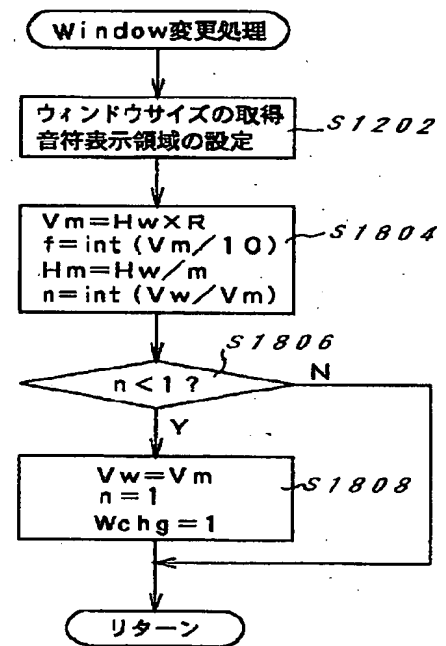 Window変更処理
ウィンドウサイズの取得
音符表示領域の設定
S1202
Vm=Hw×R
f=int(Vm/10)
Hm=Hw/m
n=int(Vw/Vm)
S1804
S1806
n<1?
N
Y
Vw=Vm
n=1
Wchg=1
S1808
リターン